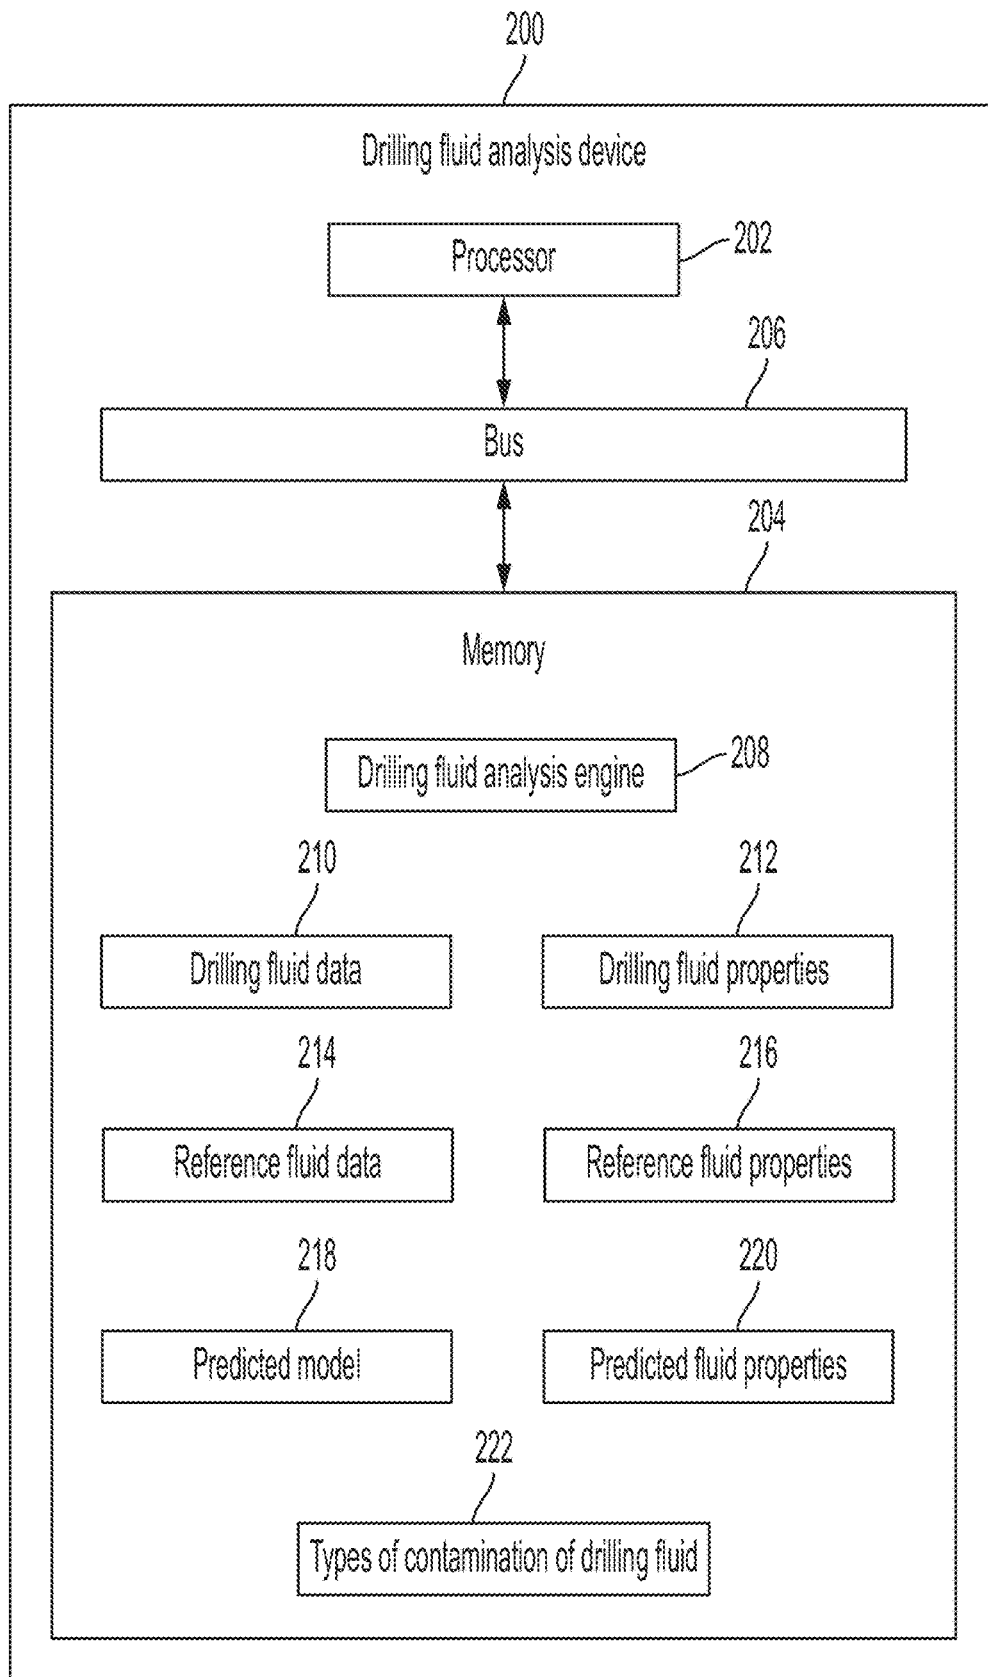 200
Drilling fluid analysis device
Processor
202
206
Bus
204
Memory
Drilling fluid analysis engine
208
210
212
Drilling fluid data
Drilling fluid properties
214
216
Reference fluid data
Reference fluid properties
218
220
Predicted model
Predicted fluid properties
222
Types of contamination of drilling fluid